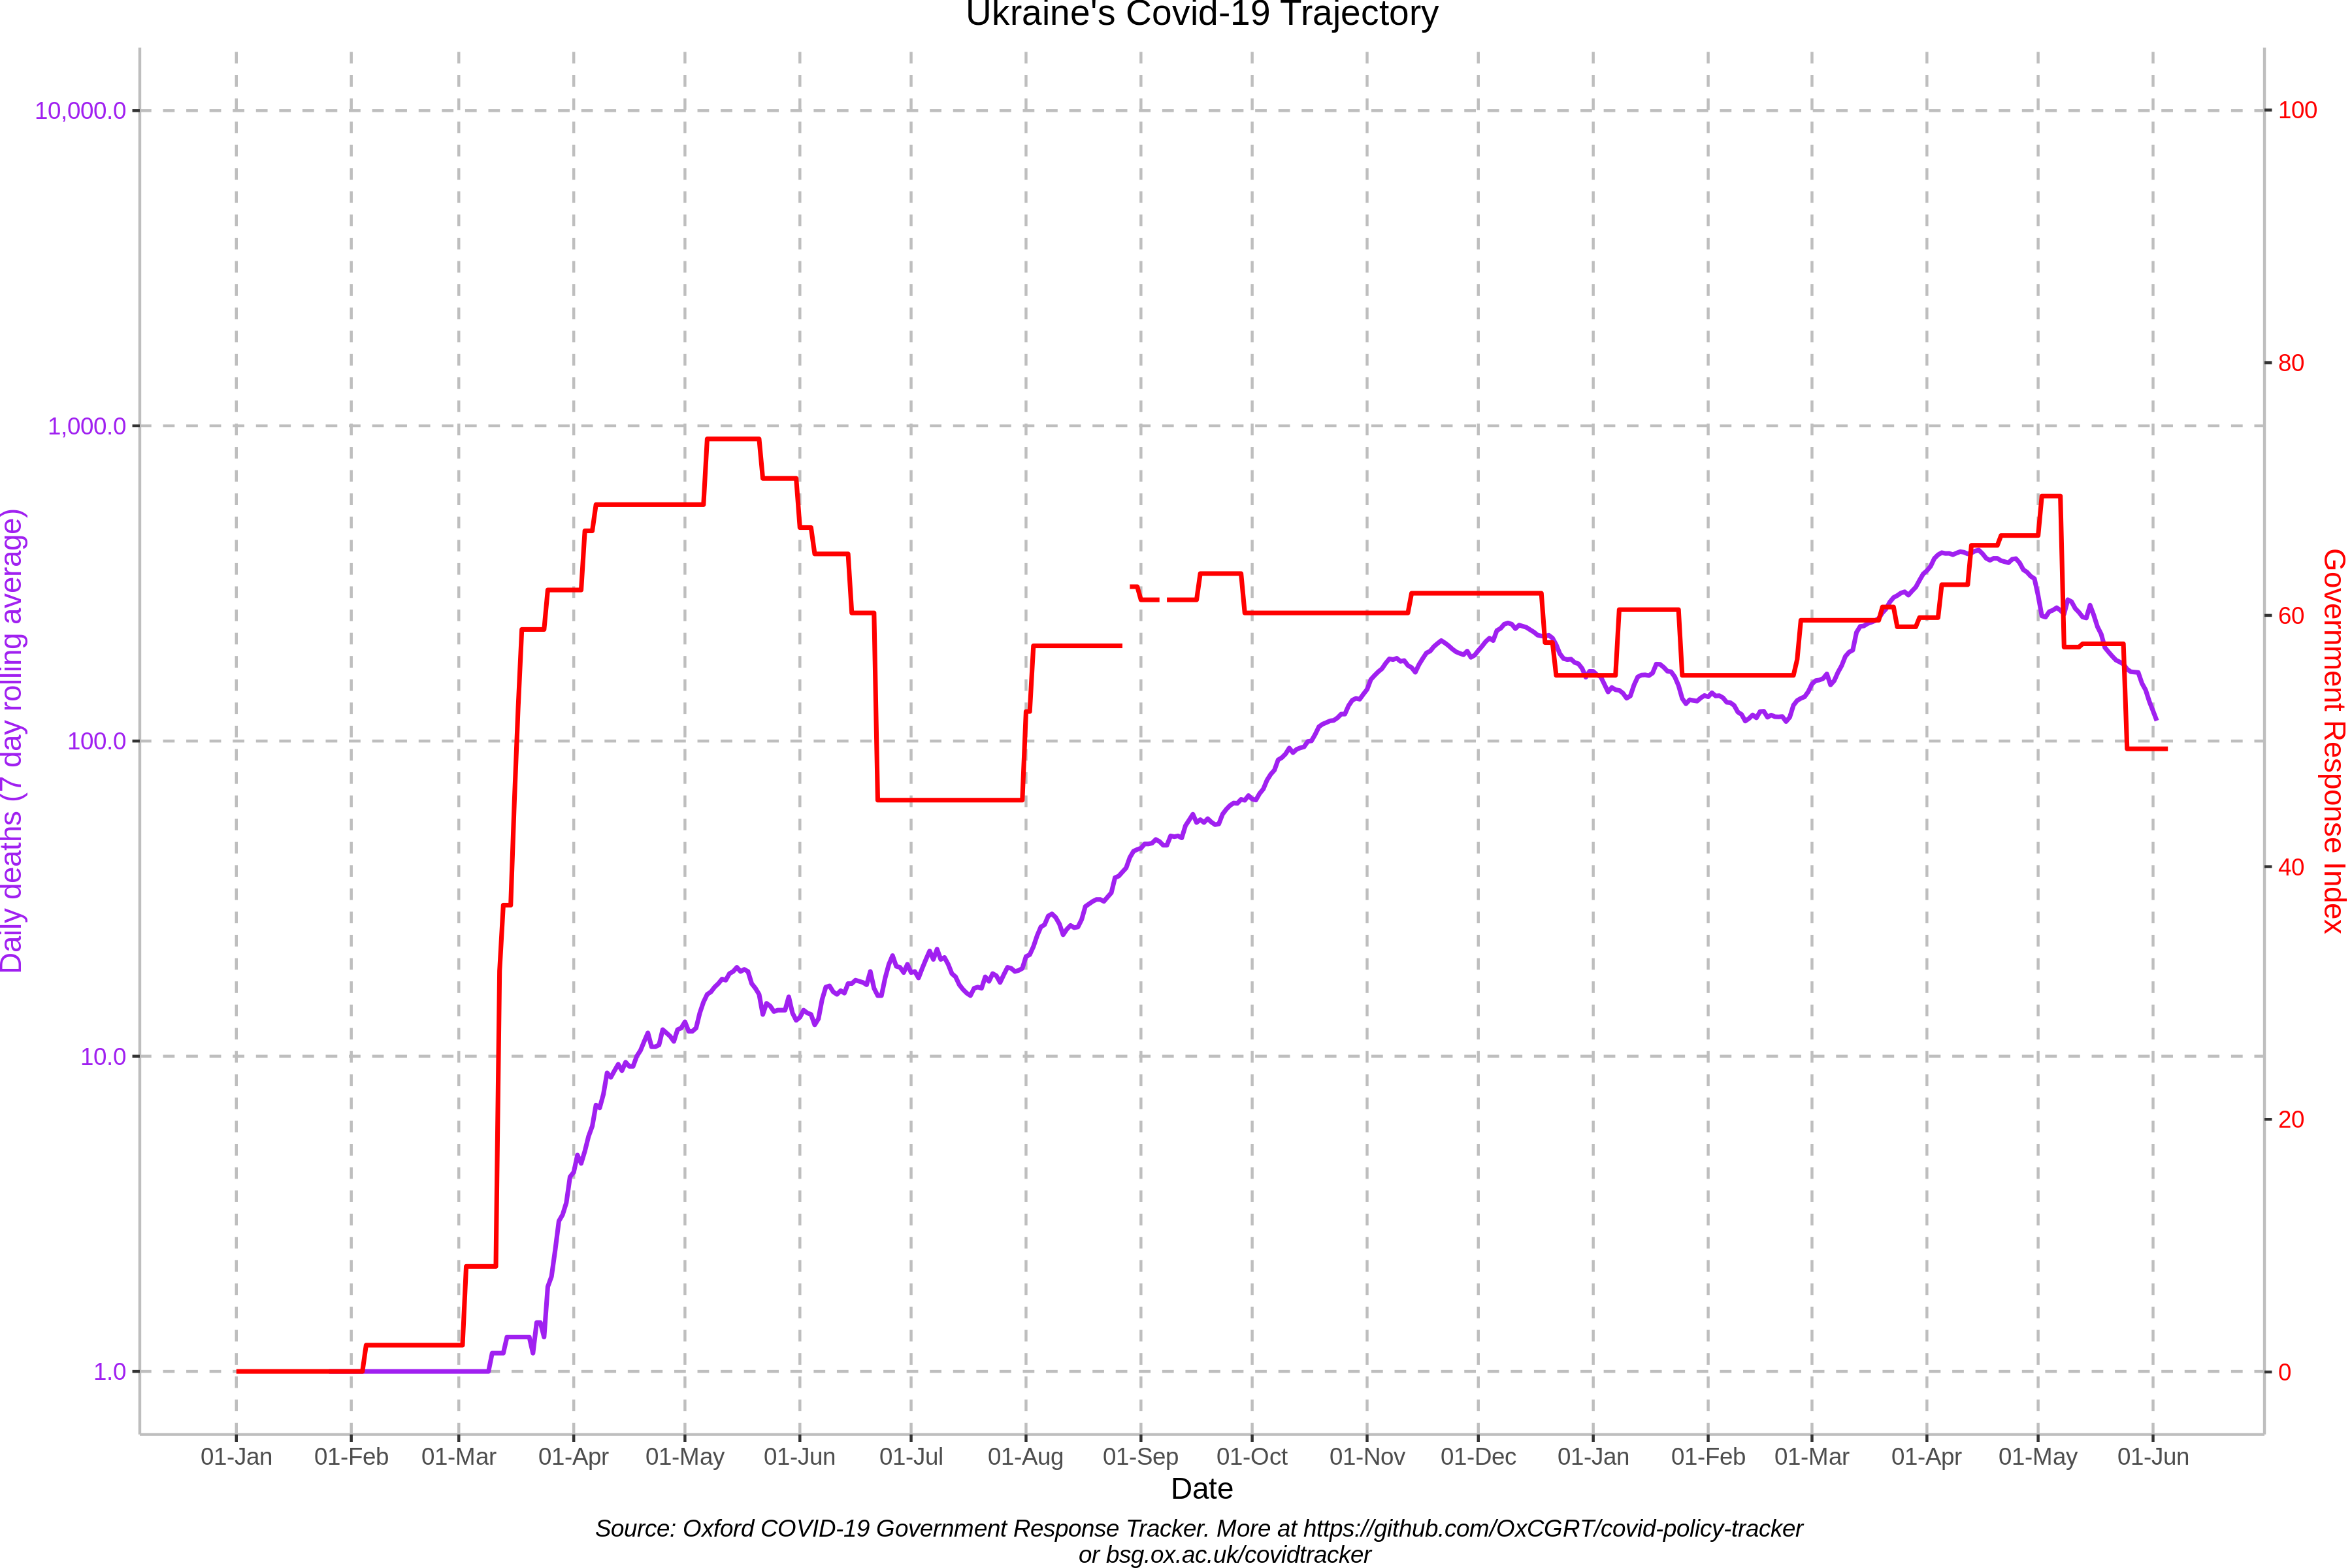 Ukraine's Covid-19 Trajectory
10,000.0
1,000.0
100.0
10.0
1.0
Daily deaths (7 day rolling average)
100
80
60
40
20
0
Government Response Index
01-Jan 01-Feb 01-Mar 01-Apr 01-May 01-Jun 01-Jul 01-Aug 01-Sep 01-Oct 01-Nov 01-Dec 01-Jan 01-Feb 01-Mar 01-Apr 01-May 01-Jun
Date
Source: Oxford COVID-19 Government Response Tracker. More at https://github.com/OxCGRT/covid-policy-tracker
or bsg.ox.ac.uk/covidtracker